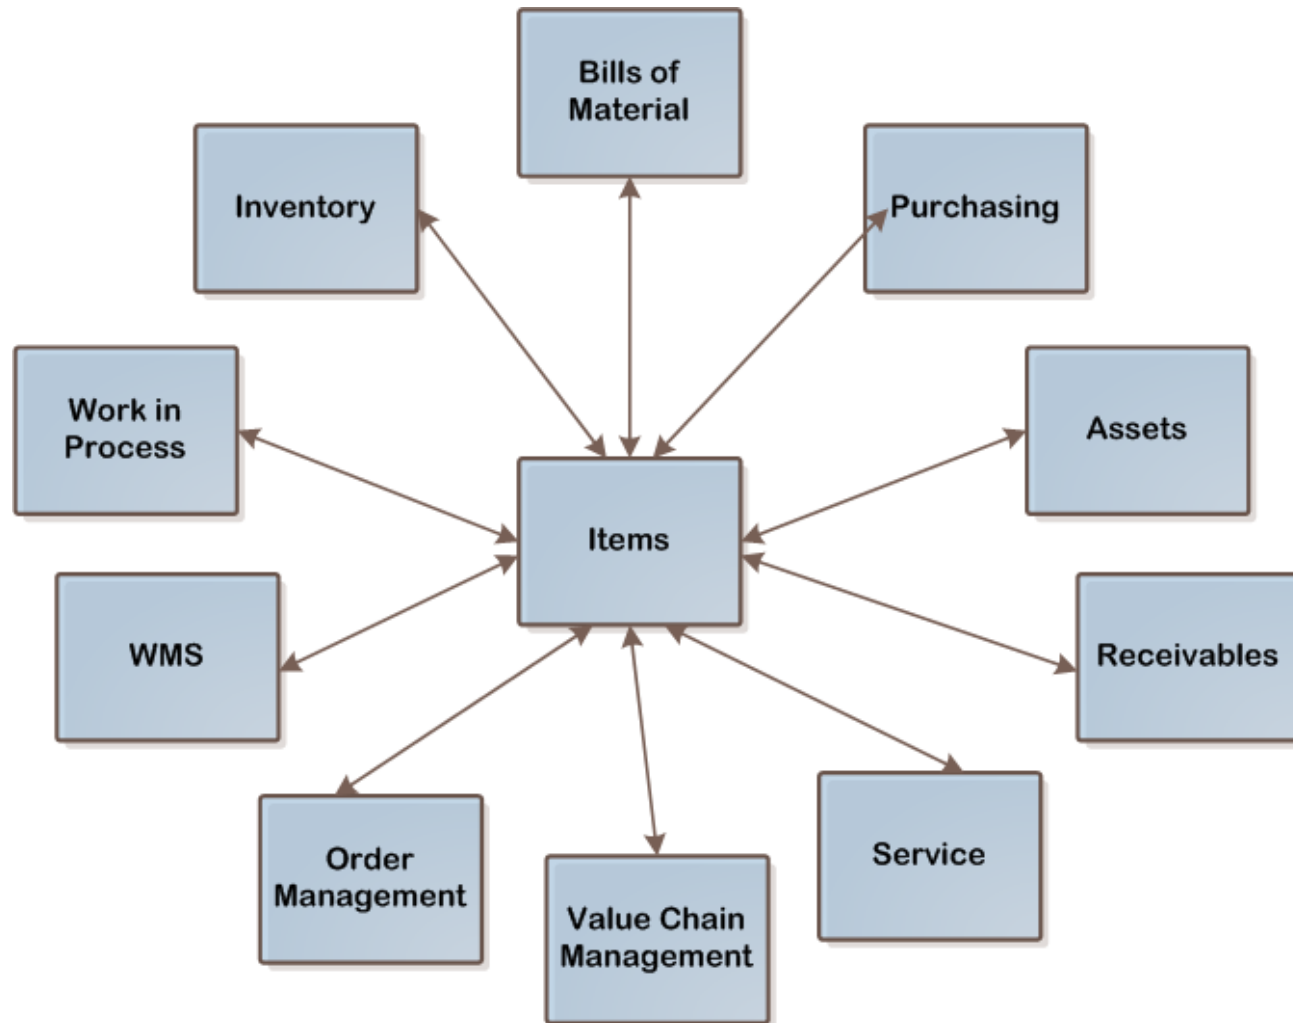 Bills of
Material
Inventory
Purchasing
Work in
Process
Assets
Items
WMS
Receivables
Order
Management
Value Chain
Management
Service